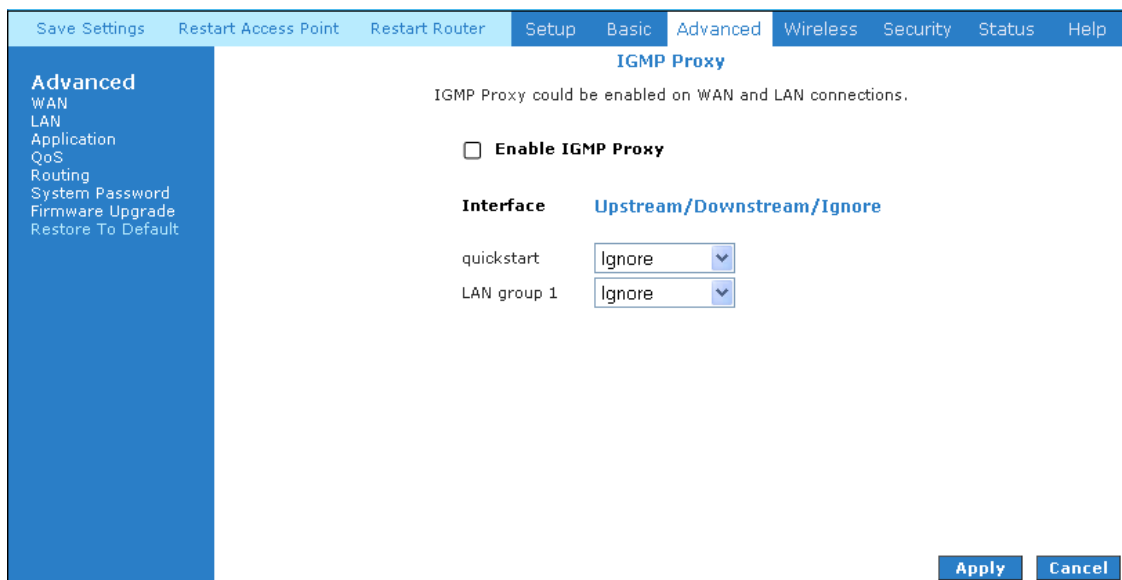 Save Settings Restart Access Point Restart Router Setup Basic Advanced Wireless Security Status Help
Advanced
WAN
LAN
Application
QoS
Routing
System Password
Firmware Upgrade
Restore To Default
IGMP Proxy
IGMP Proxy could be enabled on WAN and LAN connections.
Enable IGMP Proxy
Interface Upstream/Downstream/Ignore
quickstart Ignore
LAN group 1 Ignore
Apply Cancel